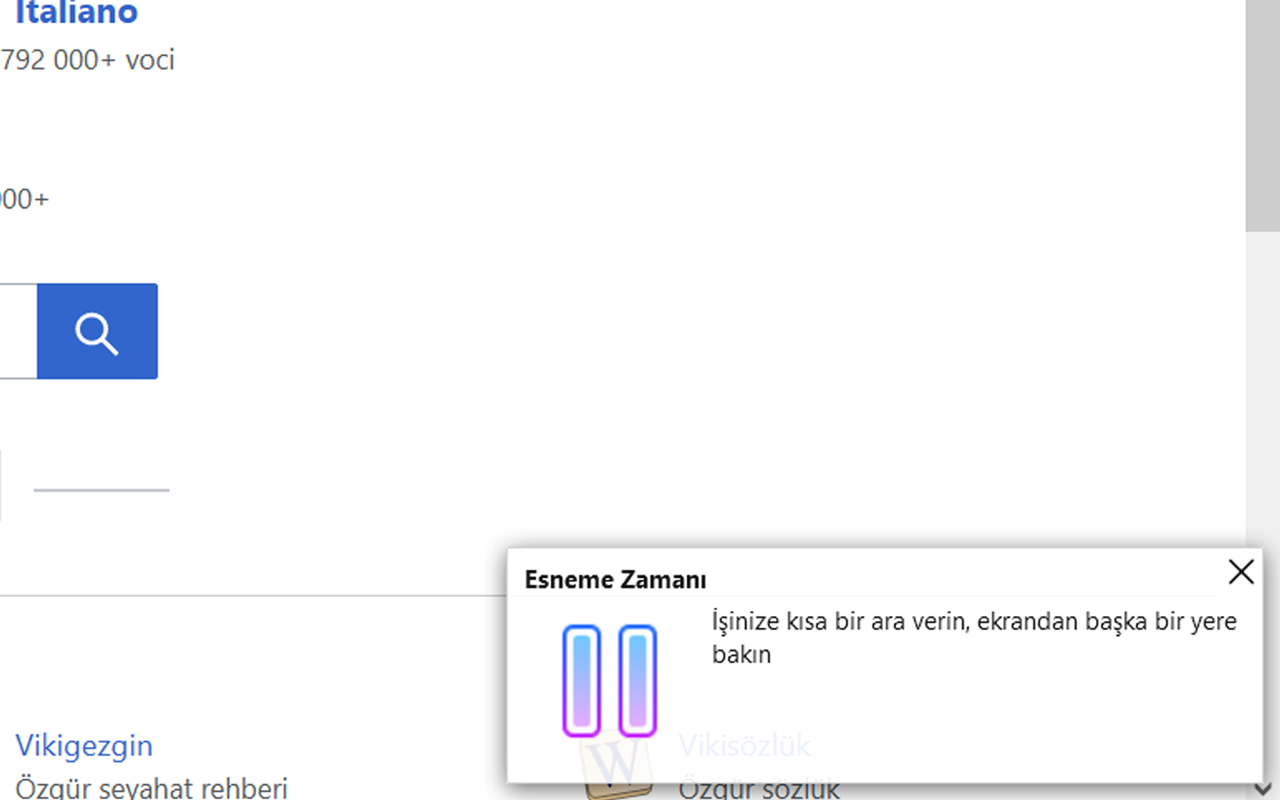 Italiano
792 000+ voci
00+
Esneme Zamanı
İşinize kısa bir ara verin, ekrandan başka bir yere
bakın
Vikigezgin
Özgür seyahat rehberi
W
Vikisözlük
Özgür sözlük